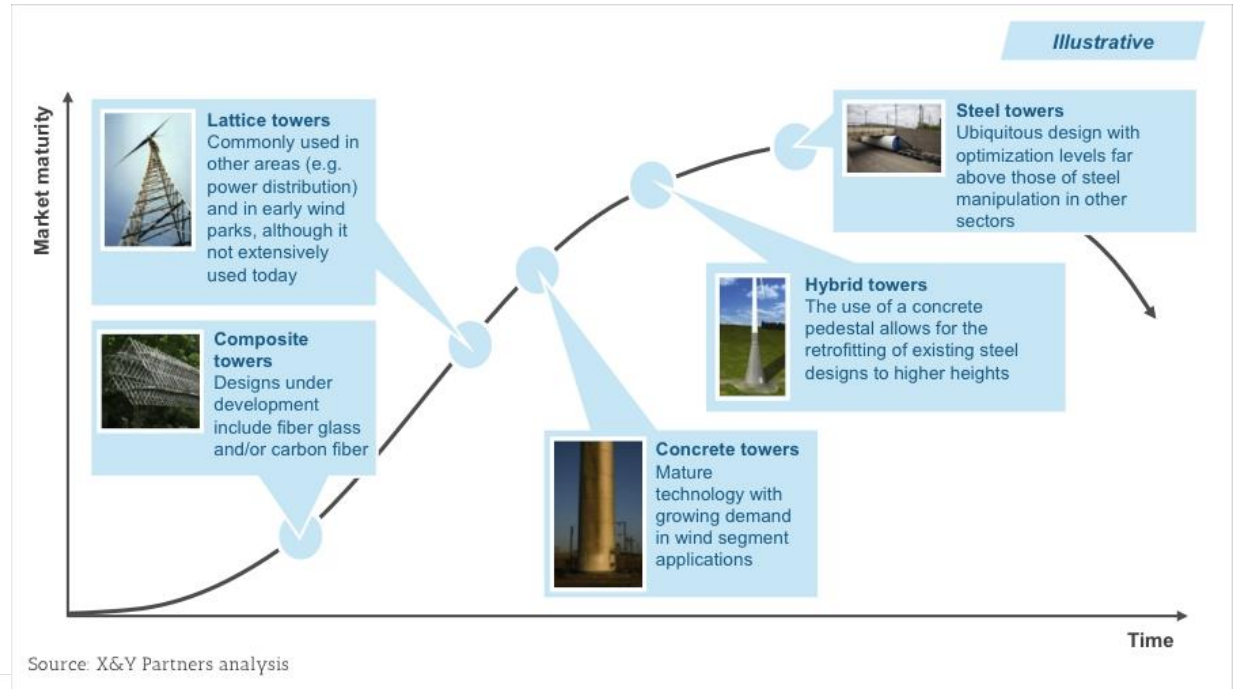 Illustrative
Market maturity
Lattice towers
Commonly used in
other areas (e.g.
power distribution)
and in early wind
parks, although it
not extensively
used today
Composite
towers
Designs under
development
include fiber glass
and/or carbon fiber
Steel towers
Ubiquitous design with
optimization levels far
above those of steel
manipulation in other
sectors
Hybrid towers
The use of a concrete
pedestal allows for the
retrofitting of existing steel
designs to higher heights
Concrete towers
Mature
technology with
growing demand
in wind segment
applications
Time
Source: X&Y Partners analysis